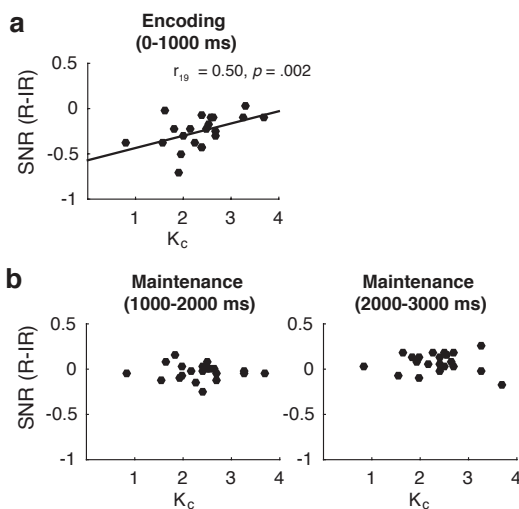 a
Encoding
(0-1000 ms)
r19 = 0.50, p = .002
SNR (R-IR)
0.5
0
-0.5
-1
1 2 3 4
Kc
b
Maintenance
(1000-2000 ms)
SNR (R-IR)
0.5
0
-0.5
-1
1 2 3 4
Kc
Maintenance
(2000-3000 ms)
0.5
0
-0.5
-1
1 2 3 4
Kc